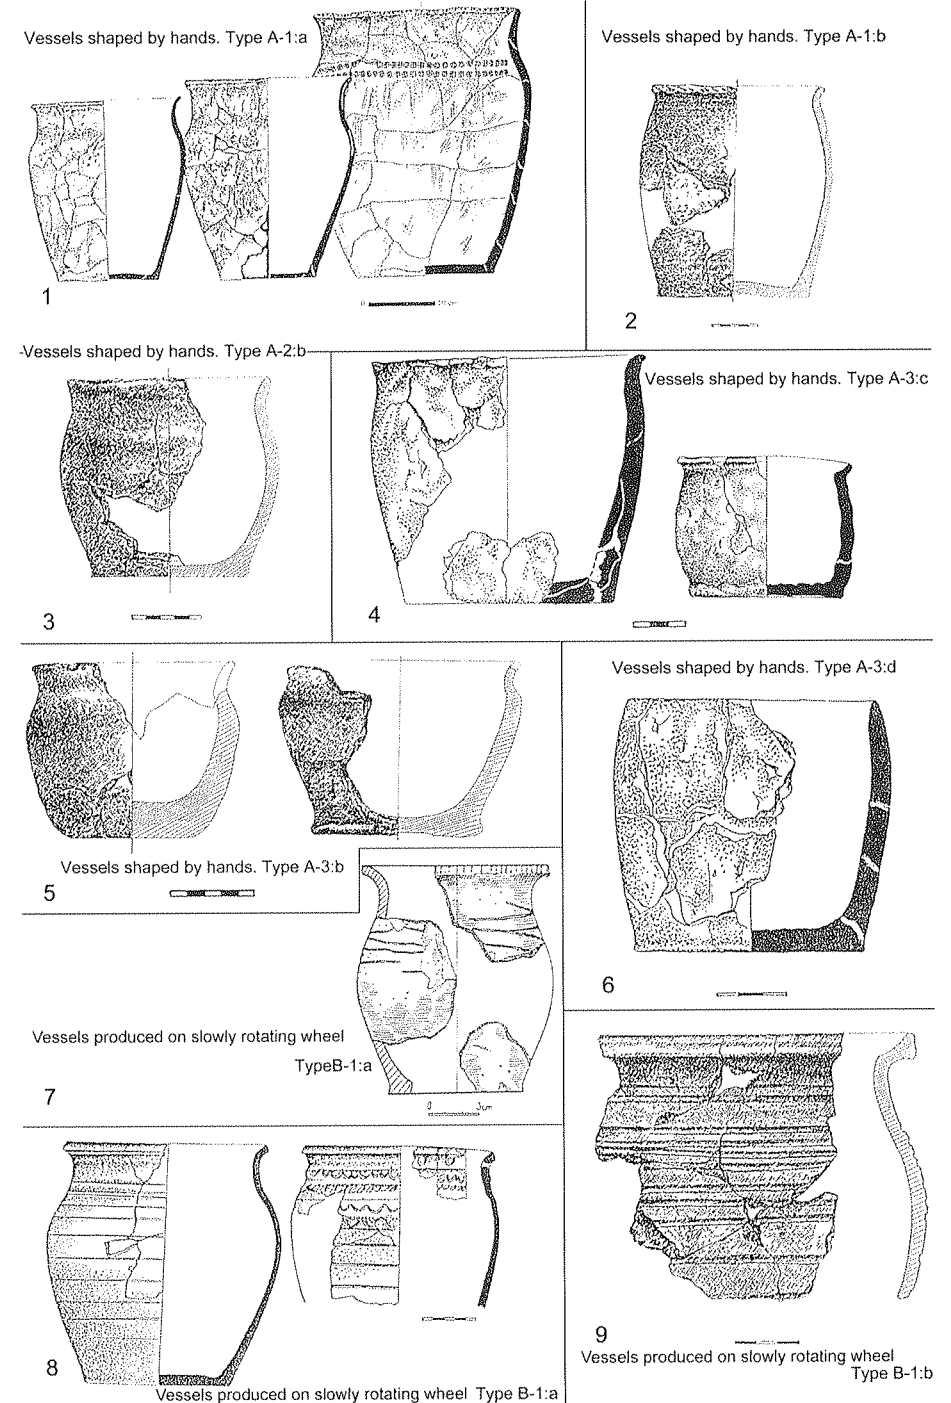 Vessels shaped by hands. Type A-1:a
Vessels shaped by hands. Type A-1:b
1
0
2
Vessels shaped by hands. Type A-2:b
Vessels shaped by hands. Type A-3:c
3
4
Vessels shaped by hands. Type A-3:d
Vessels shaped by hands. Type A-3:b
5
6
Vessels produced on slowly rotating wheel
TypeB-1:a
7
0 3cm
8
9
Vessels produced on slowly rotating wheel
Type B-1:b
Vessels produced on slowly rotating wheel Type B-1:a